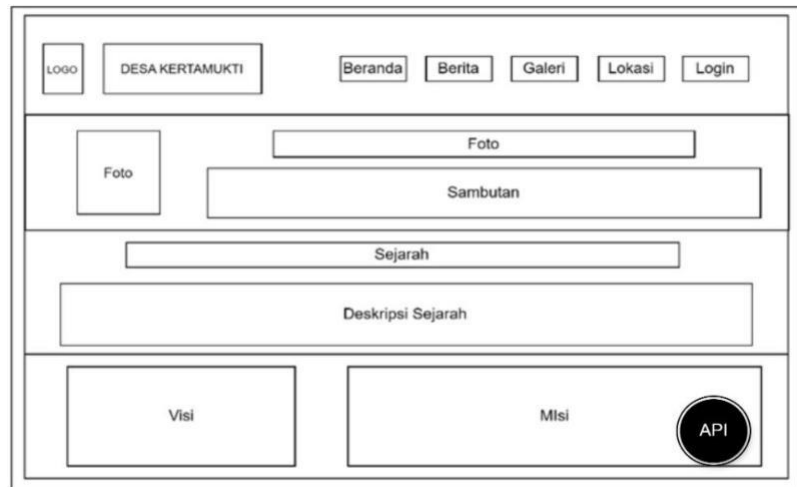 LOGO
DESA KERTAMUKTI
Beranda
Berita
Galeri
Lokasi
Login
Foto
Foto
Sambutan
Sejarah
Deskripsi Sejarah
Visi
MIsi
API